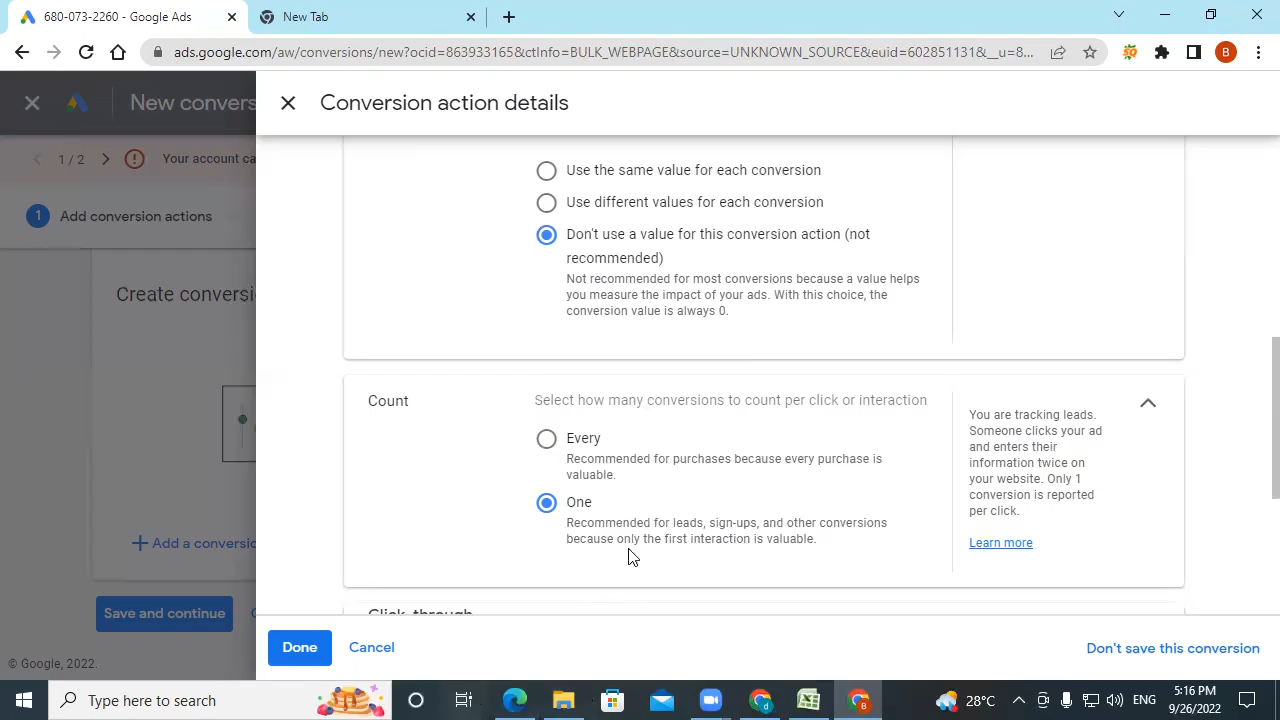 680-073-2260 - Google Ads
New Tab
ads.google.com/aw/conversions/new?ocid=863933165&ctInfo=BULK_WEBPAGE&source=UNKNOWN_SOURCE&euid=602851131&__u=8...
B
New convers
Conversion action details
1 / 2
Your account ca
1
Add conversion actions
Create conversi
Add a conversio
Save and continue
© Google, 2022.
Use the same value for each conversion
Use different values for each conversion
Don't use a value for this conversion action (not
recommended)
Not recommended for most conversions because a value helps
you measure the impact of your ads. With this choice, the
conversion value is always 0.
Count
Select how many conversions to count per click or interaction
Every
Recommended for purchases because every purchase is
valuable.
One
Recommended for leads, sign-ups, and other conversions
because only the first interaction is valuable.
You are tracking leads.
Someone clicks your ad
and enters their
information twice on
your website. Only 1
conversion is reported
per click.
Learn more
Click-through
Done
Cancel
Don't save this conversion
Type here to search
28°C
ENG
5:16 PM
9/26/2022